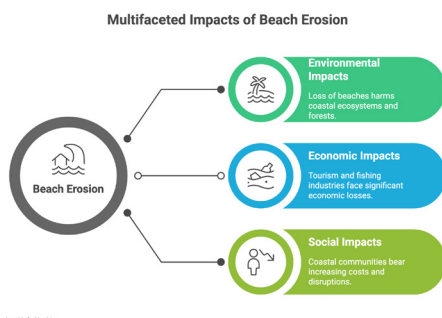 Multifaceted Impacts of Beach Erosion
Environmental
Impacts
Loss of beaches harms
coastal ecosystems and
forests.
Beach Erosion
Economic Impacts
Tourism and fishing
industries face significant
economic losses.
Social Impacts
Coastal communities bear
increasing costs and
disruptions.